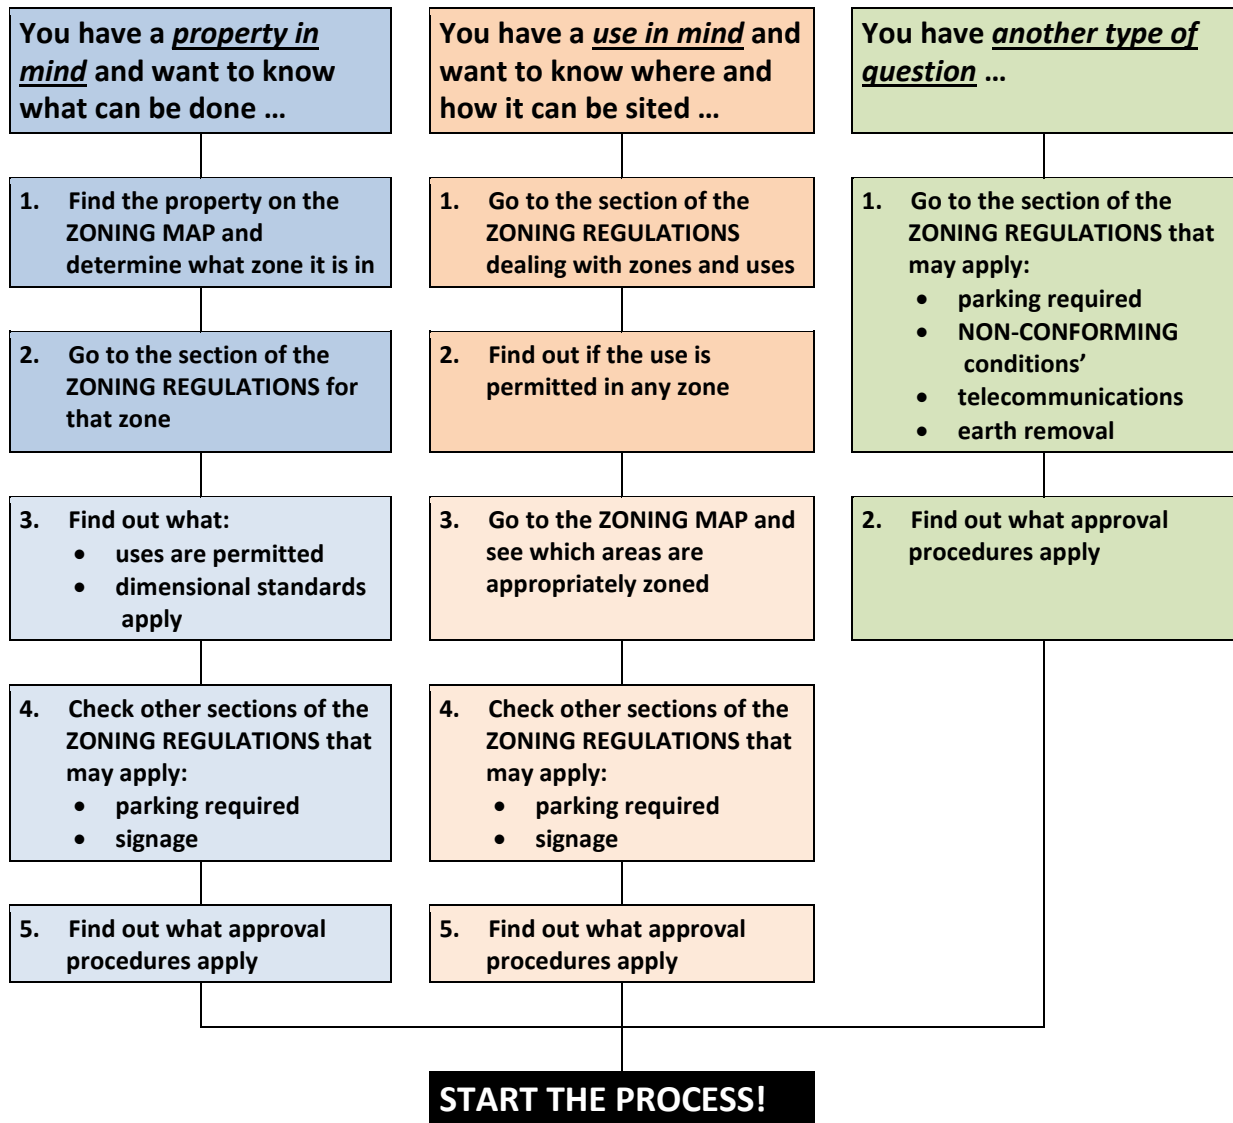 You have a property in
mind and want to know
what can be done …
1. Find the property on the
ZONING MAP and
determine what zone it is in
2. Go to the section of the
ZONING REGULATIONS for
that zone
3. Find out what:
• uses are permitted
• dimensional standards
apply
4. Check other sections of the
ZONING REGULATIONS that
may apply:
• parking required
• signage
5. Find out what approval
procedures apply
You have a use in mind and
want to know where and
how it can be sited …
1. Go to the section of the
ZONING REGULATIONS
dealing with zones and uses
2. Find out if the use is
permitted in any zone
3. Go to the ZONING MAP and
see which areas are
appropriately zoned
4. Check other sections of the
ZONING REGULATIONS that
may apply:
• parking required
• signage
5. Find out what approval
procedures apply
You have another type of
question …
1. Go to the section of the
ZONING REGULATIONS that
may apply:
• parking required
• NON-CONFORMING
conditions’
• telecommunications
• earth removal
2. Find out what approval
procedures apply
START THE PROCESS!